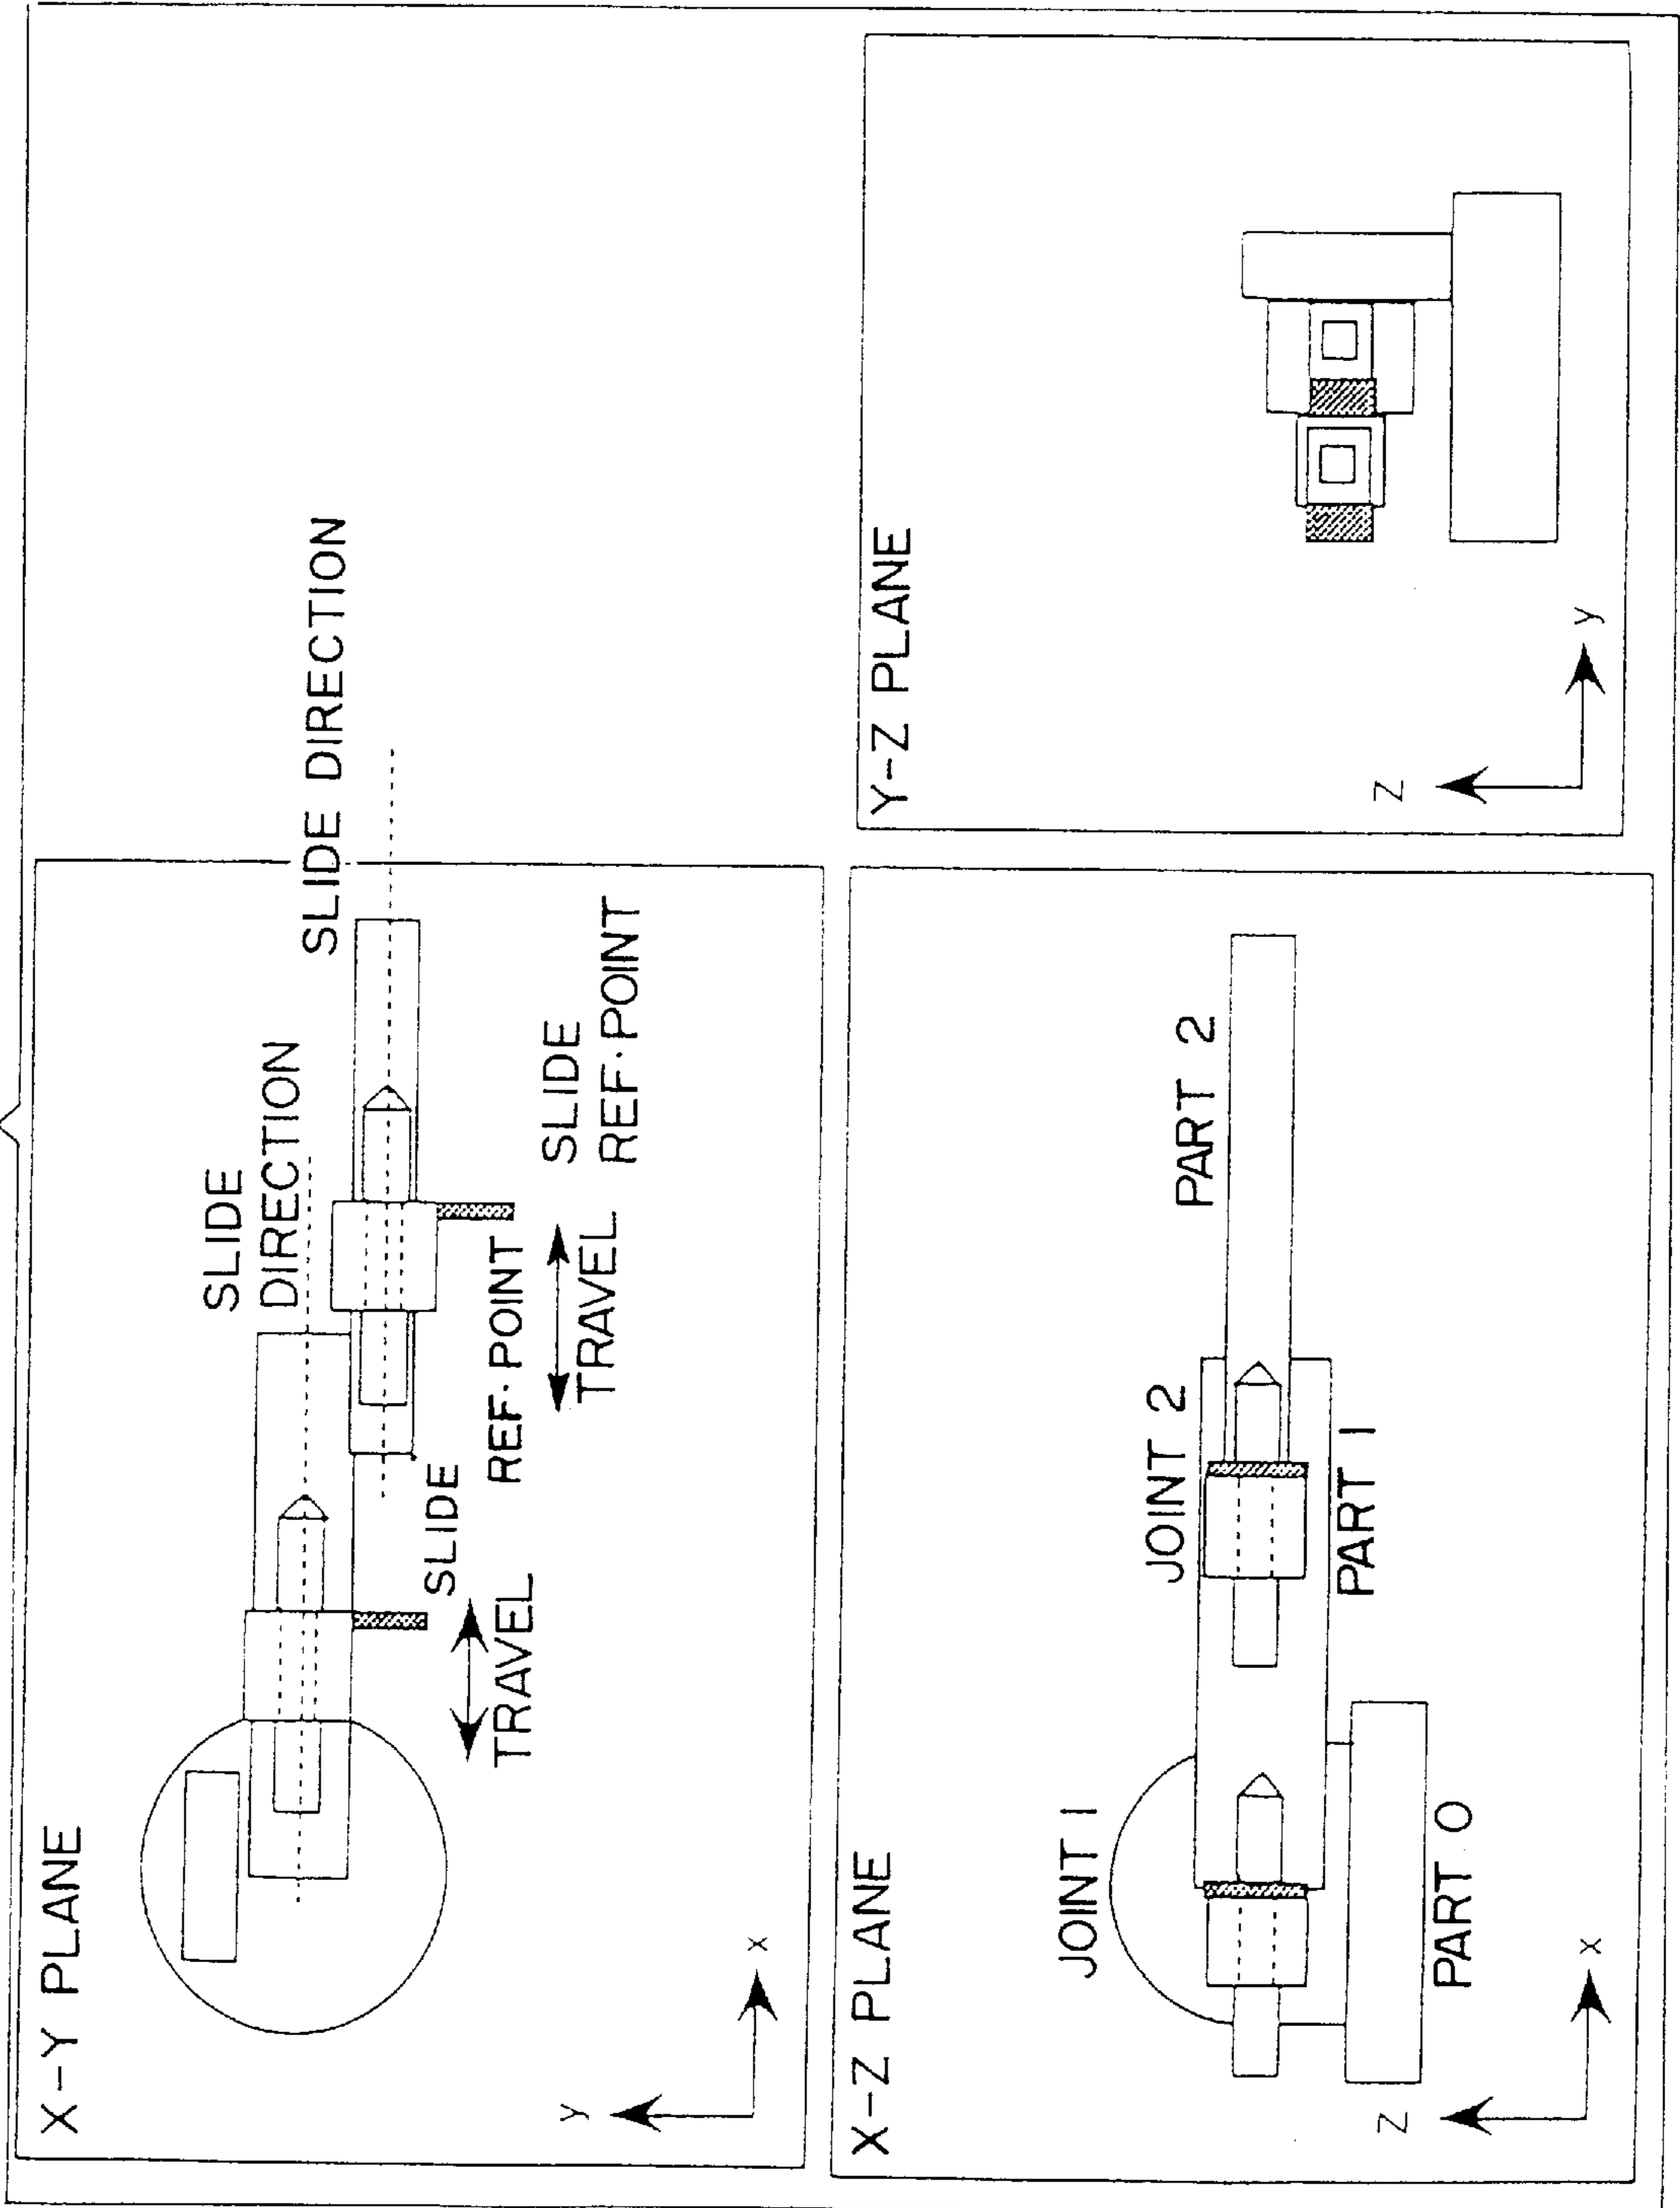 X-Y PLANE
SLIDE
DIRECTION
SLIDE DIRECTION
SLIDE
REF·POINT
TRAVEL
SLIDE
REF·POINT
TRAVEL
y
x
X-Z PLANE
JOINT 1
JOINT 2
PART 2
PART 1
PART 0
Z
x
Y-Z PLANE
Z
y